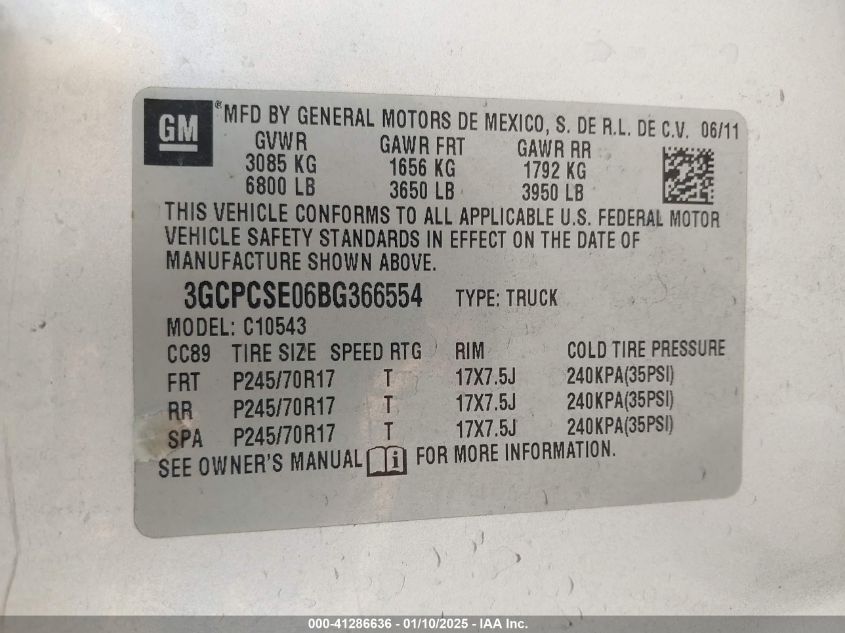 GM ® MFD BY GENERAL MOTORS DE MEXICO, S. DE R.L. DE C.V. 06/11
GVWR GAWR FRT GAWR RR
3085 KG 1656 KG 1792 KG
6800 LB 3650 LB 3950 LB
THIS VEHICLE CONFORMS TO ALL APPLICABLE U.S. FEDERAL MOTOR
VEHICLE SAFETY STANDARDS IN EFFECT ON THE DATE OF
MANUFACTURE SHOWN ABOVE.
3GCPCSE06BG366554 TYPE: TRUCK
MODEL: C10543
CC89 TIRE SIZE SPEED RTG RIM COLD TIRE PRESSURE
FRT P245/70R17 T 17X7.5J 240KPA(35PSI)
RR P245/70R17 T 17X7.5J 240KPA(35PSI)
SPA P245/70R17 T 17X7.5J 240KPA(35PSI)
SEE OWNER'S MANUAL i FOR MORE INFORMATION.
000-41286636 - 01/10/2025 - IAA Inc.